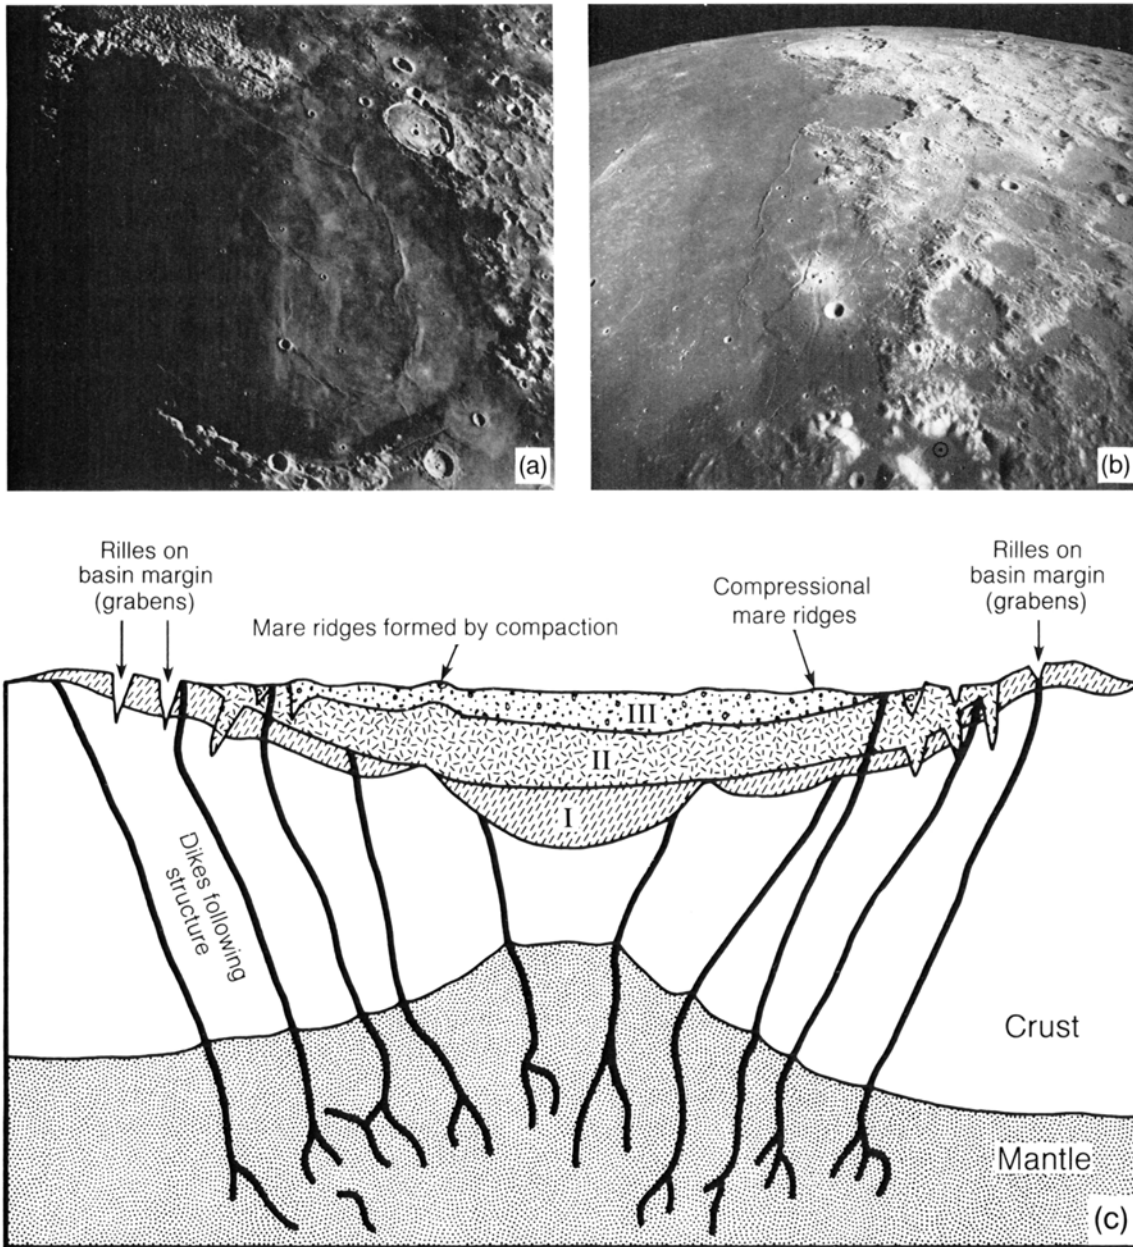 (a)
(b)
Rilles on
basin margin
(grabens)
Mare ridges formed by compaction
Compressional
mare ridges
Rilles on
basin margin
(grabens)
III
II
I
Dikes following
structure
Crust
Mantle
(c)